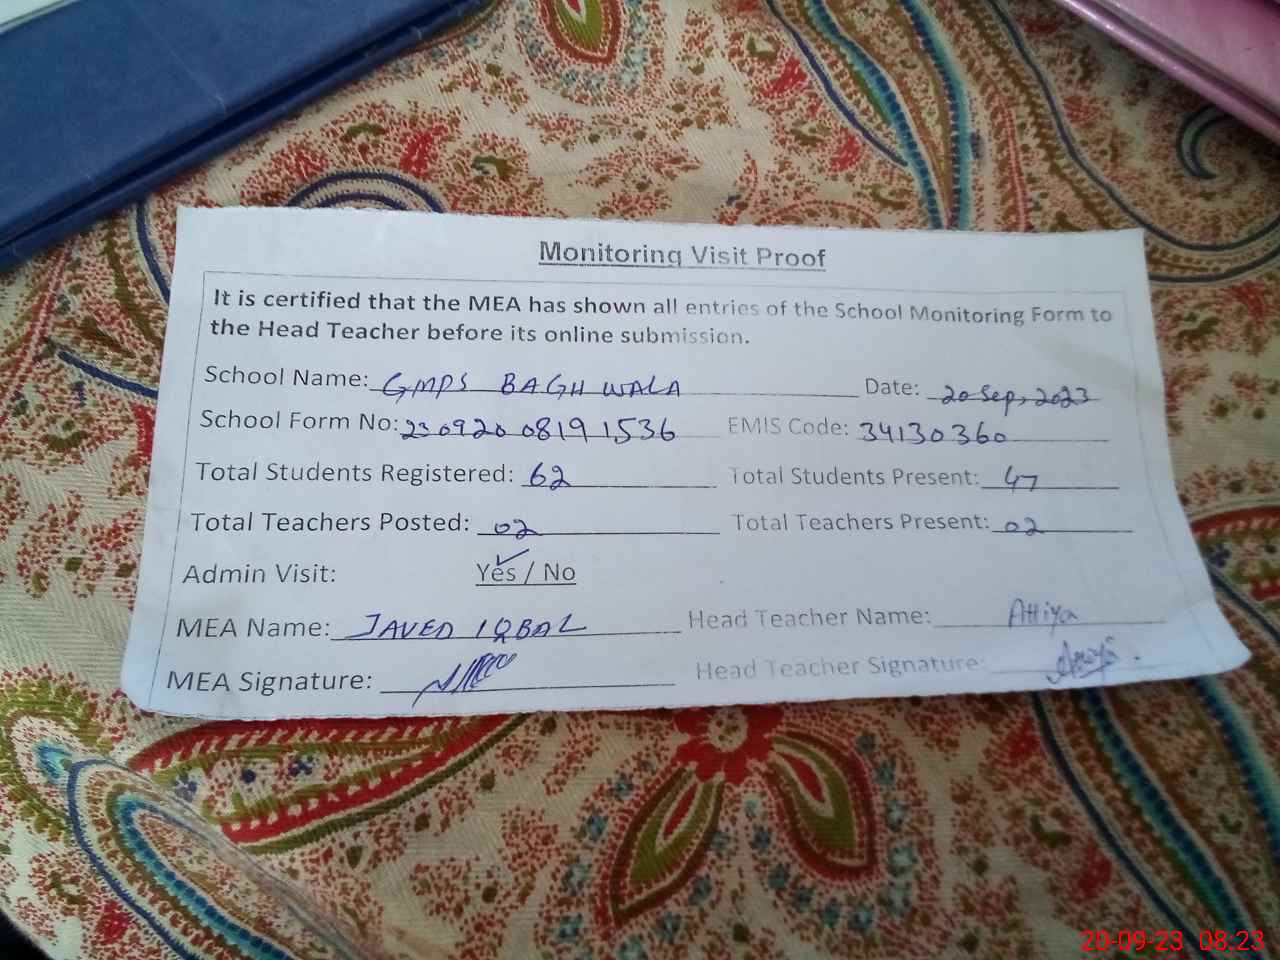 Monitoring Visit Proof
It is certified that the MEA has shown all entries of the School Monitoring Form to
the Head Teacher before its online submission.
School Name: GMPS BAGH WALA Date: 20 Sep, 2023
School Form No: 23092008191536 EMIS Code: 34130360
Total Students Registered: 62 Total Students Present: 47
Total Teachers Posted: 02 Total Teachers Present: 02
Admin Visit: Yes / No
MEA Name: JAVED IQBAL Head Teacher Name: Attiya
MEA Signature: Head Teacher Signature:
20-09-23 08:23